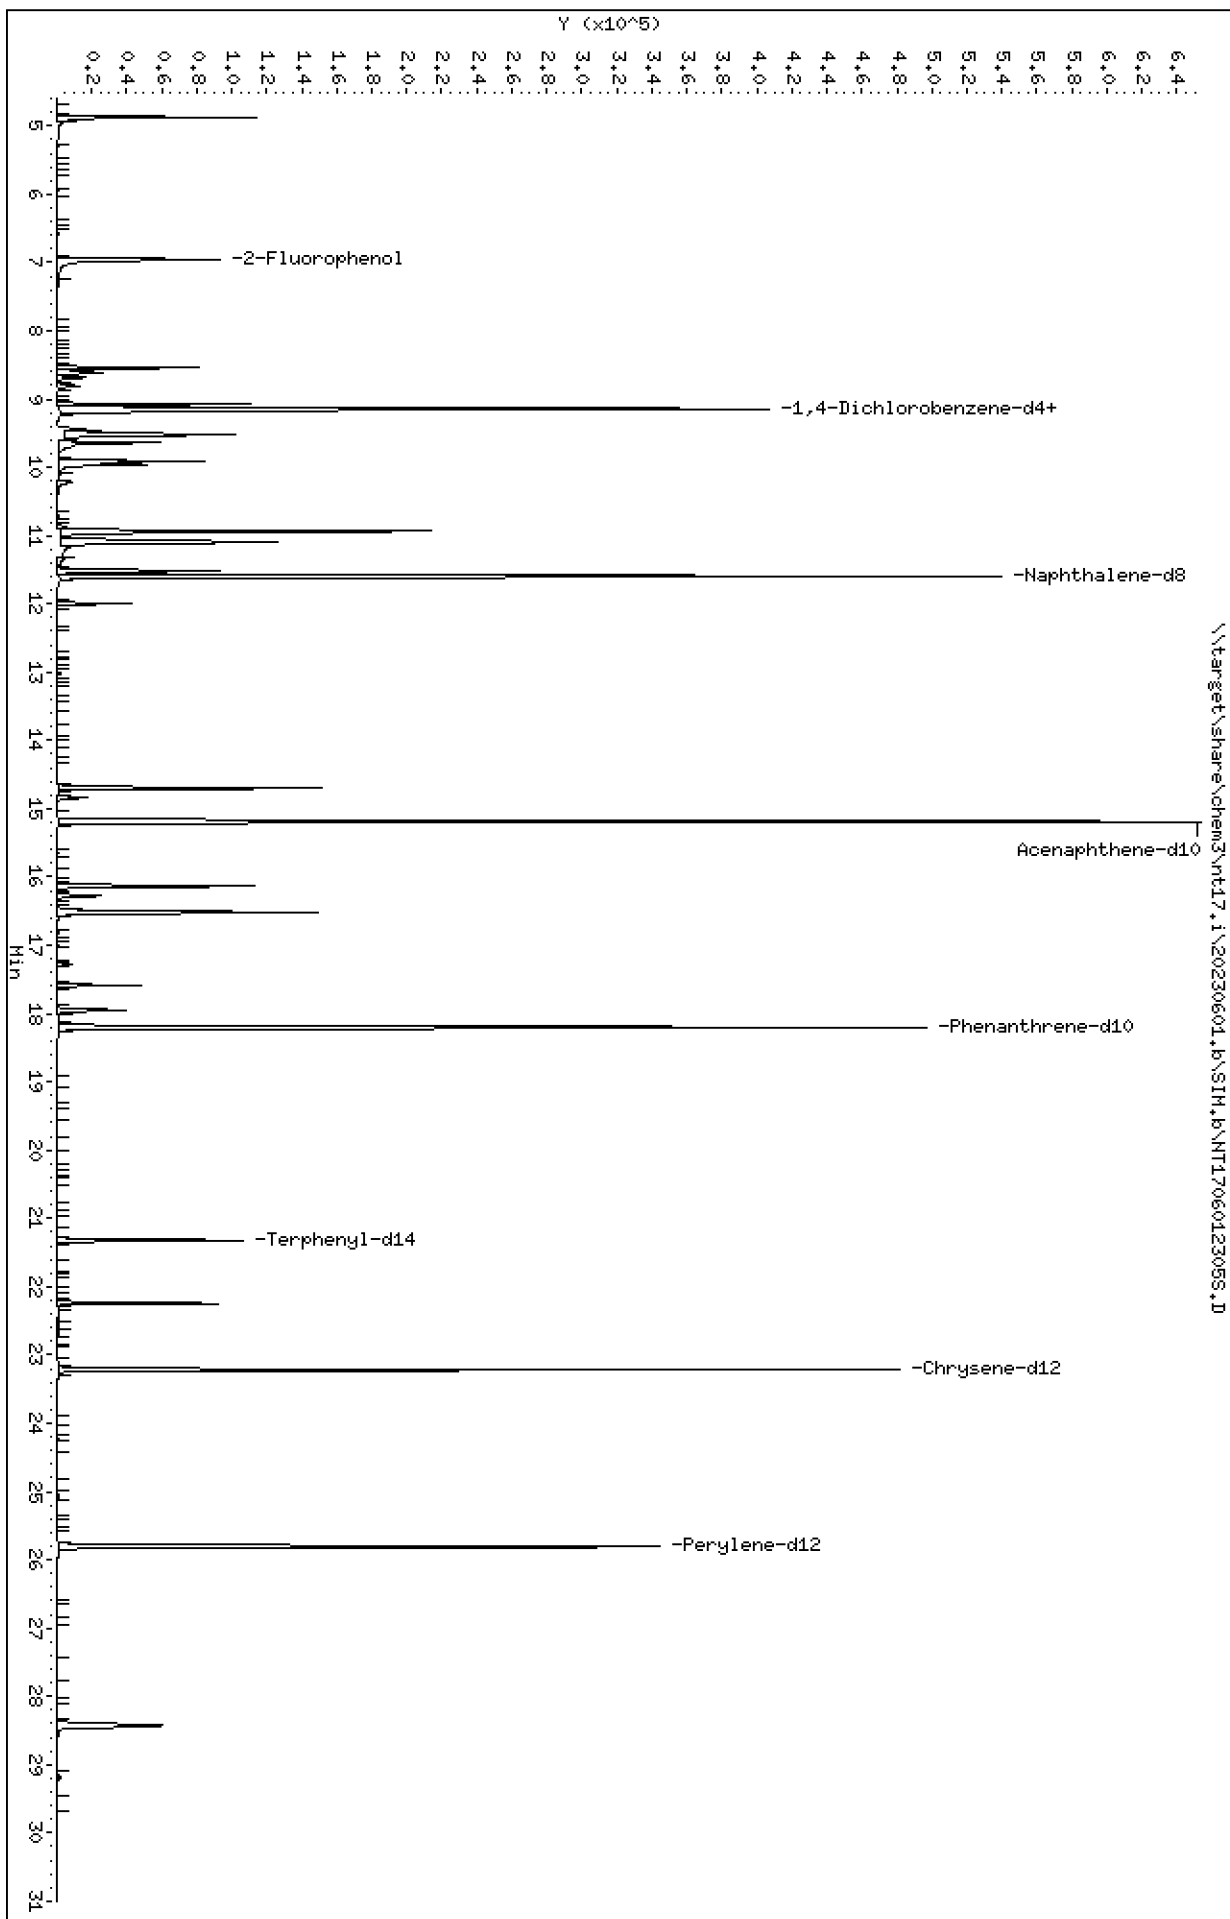 \\target\share\chem3\nt17.i\20230601.b\SIM.b\NT1706012305S.D
Y (x10^5)
6.4
6.2
6.0
5.8
5.6
5.4
5.2
5.0
4.8
4.6
4.4
4.2
4.0
3.8
3.6
3.4
3.2
3.0
2.8
2.6
2.4
2.2
2.0
1.8
1.6
1.4
1.2
1.0
0.8
0.6
0.4
0.2
-2-Fluorophenol
-1,4-Dichlorobenzene-d4+
-Naphthalene-d8
Acenaphthene-d10
-Phenanthrene-d10
-Terphenyl-d14
-Chrysene-d12
-Perylene-d12
5 6 7 8 9 10 11 12 13 14 15 16 17 18 19 20 21 22 23 24 25 26 27 28 29 30 31
Min